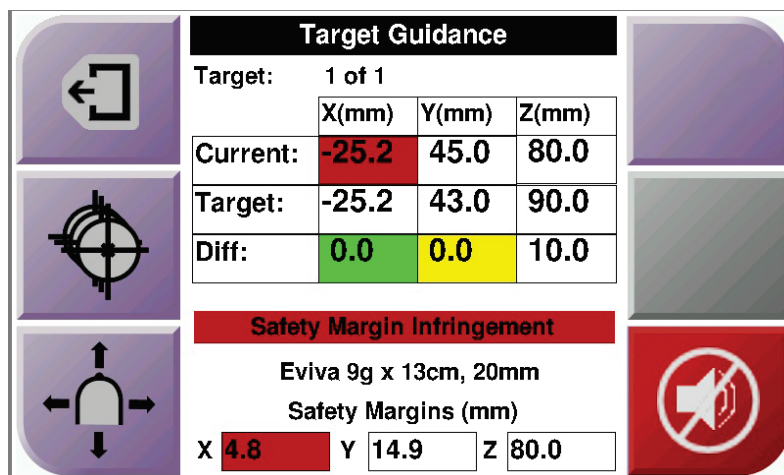 Target Guidance
Target: 1 of 1
X(mm) Y(mm) Z(mm)
Current: -25.2 45.0 80.0
Target: -25.2 43.0 90.0
Diff: 0.0 0.0 10.0
Safety Margin Infringement
Eviva 9g x 13cm, 20mm
Safety Margins (mm)
X 4.8 Y 14.9 Z 80.0